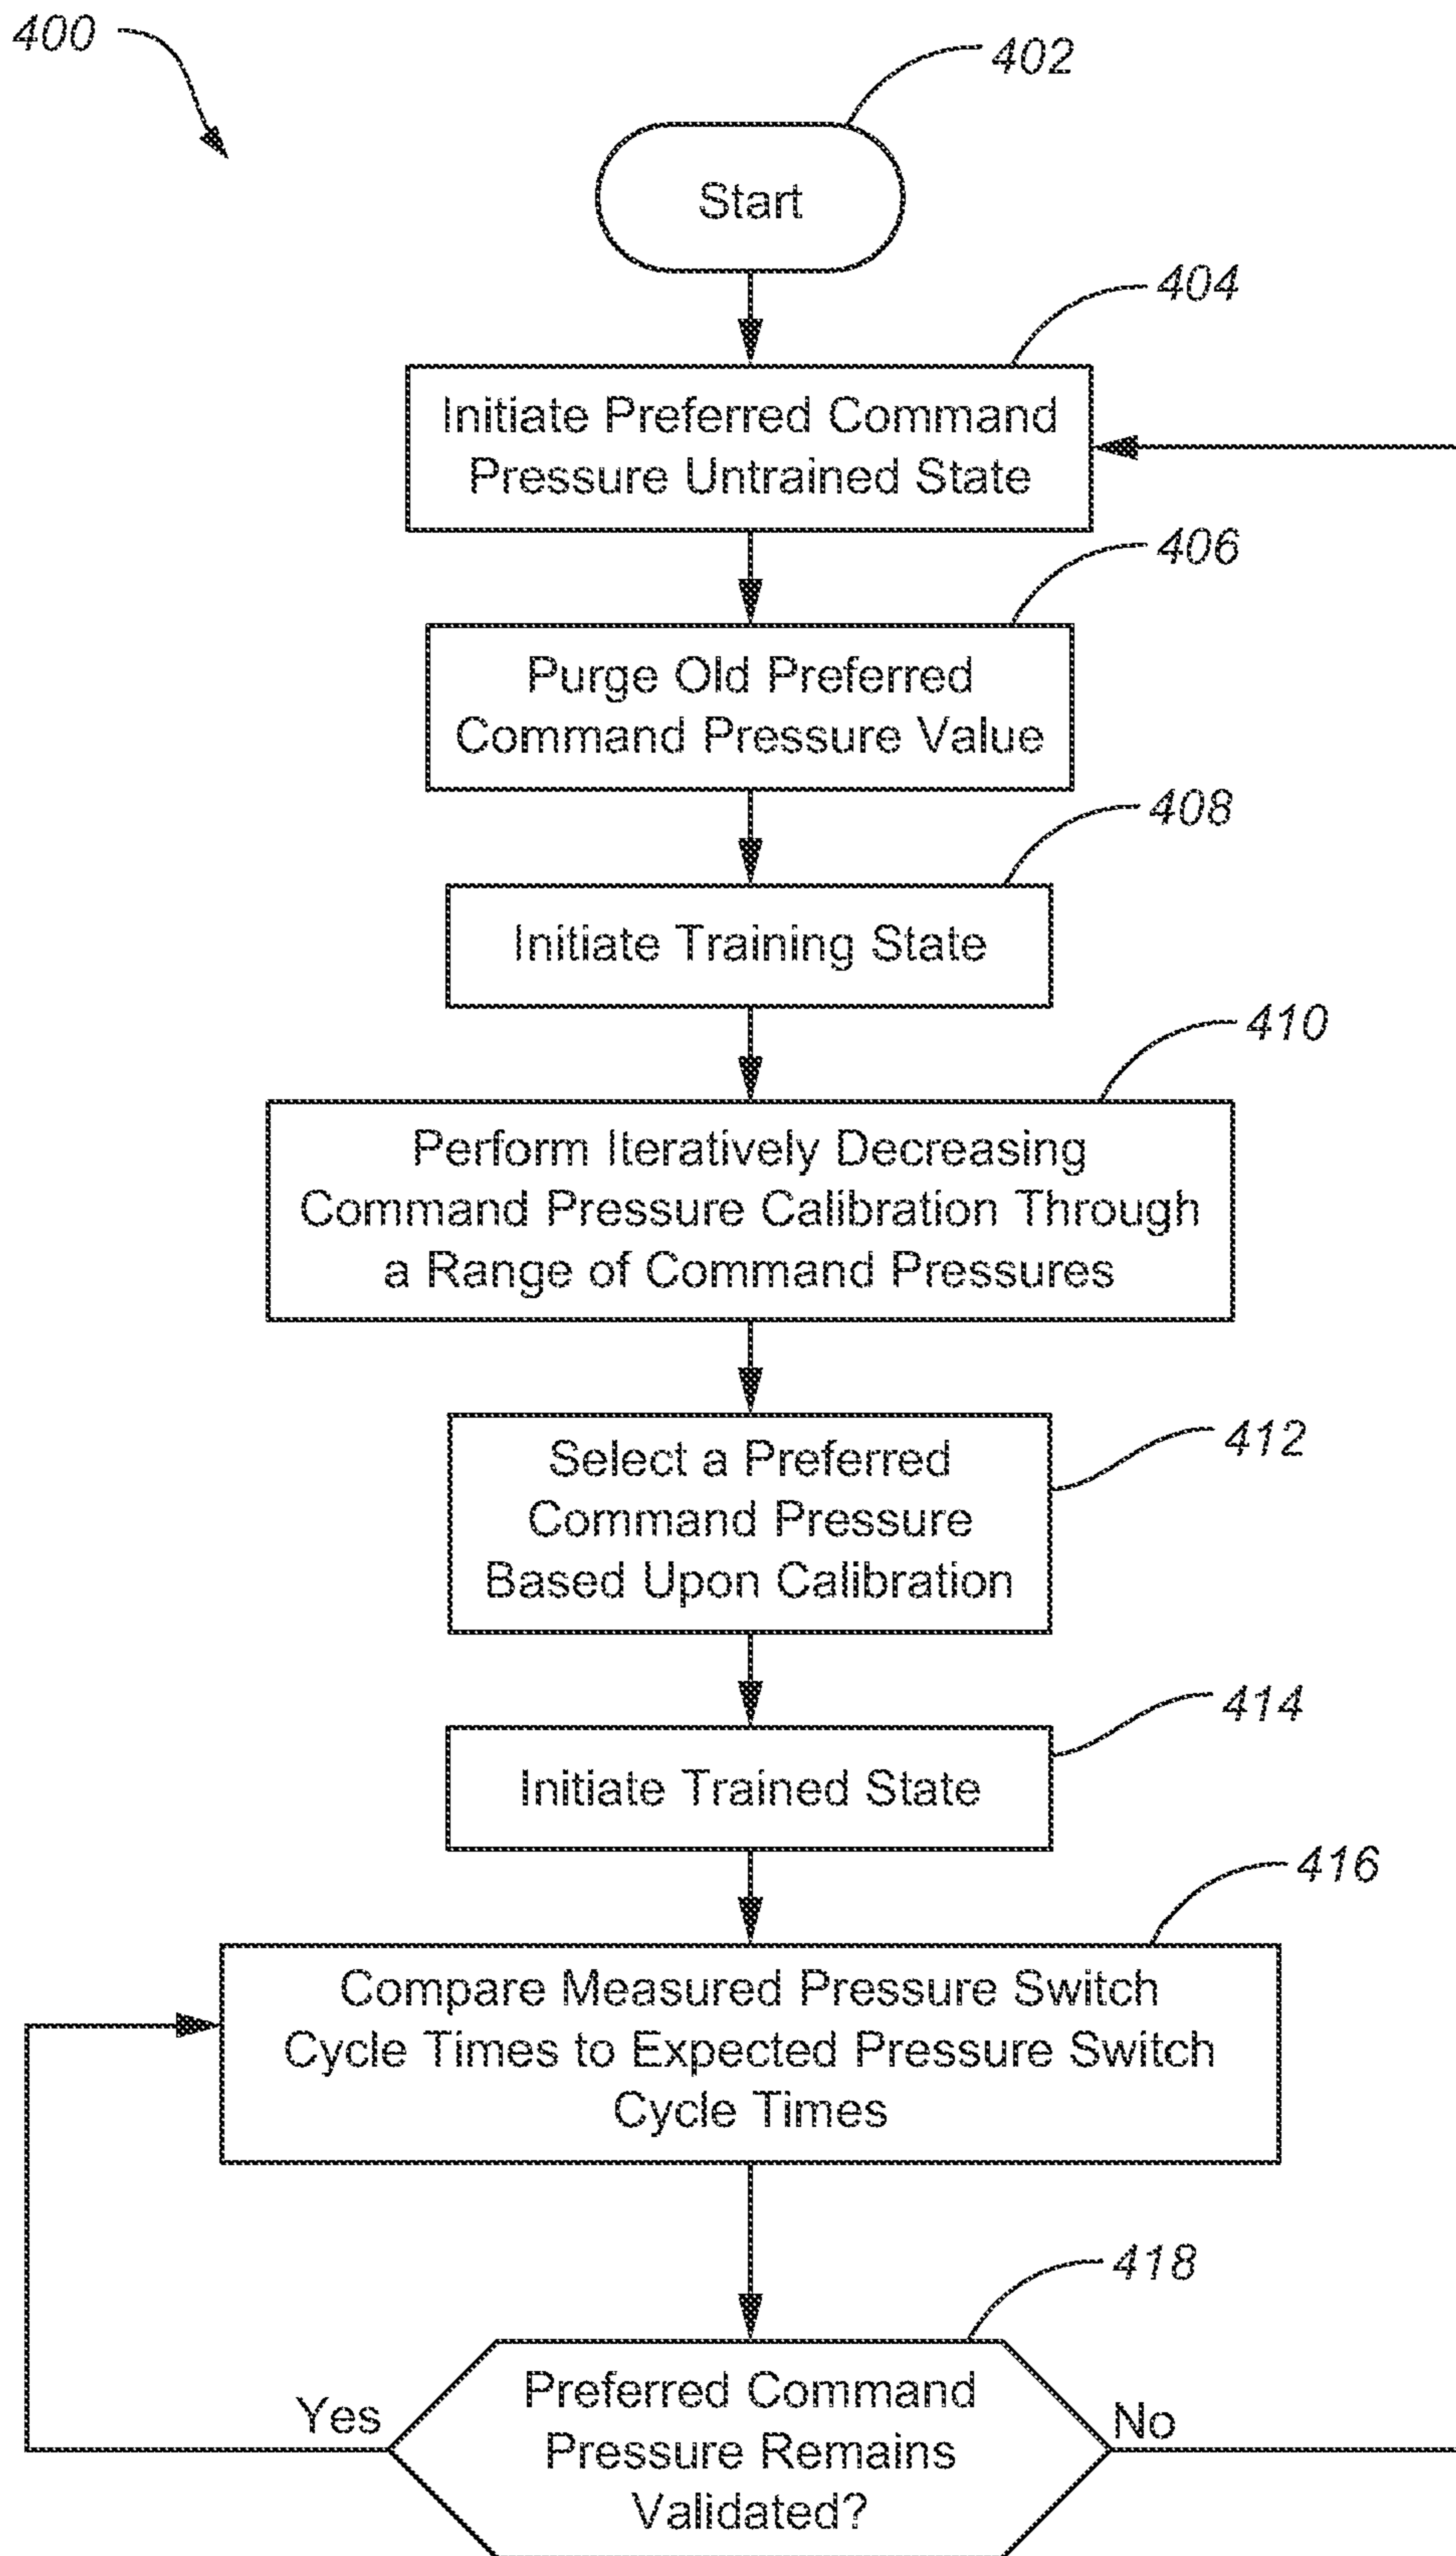 400
402
Start
404
Initiate Preferred Command
Pressure Untrained State
406
Purge Old Preferred
Command Pressure Value
408
Initiate Training State
410
Perform Iteratively Decreasing
Command Pressure Calibration Through
a Range of Command Pressures
412
Select a Preferred
Command Pressure
Based Upon Calibration
414
Initiate Trained State
416
Compare Measured Pressure Switch
Cycle Times to Expected Pressure Switch
Cycle Times
418
Preferred Command
Pressure Remains
Validated?
Yes
No